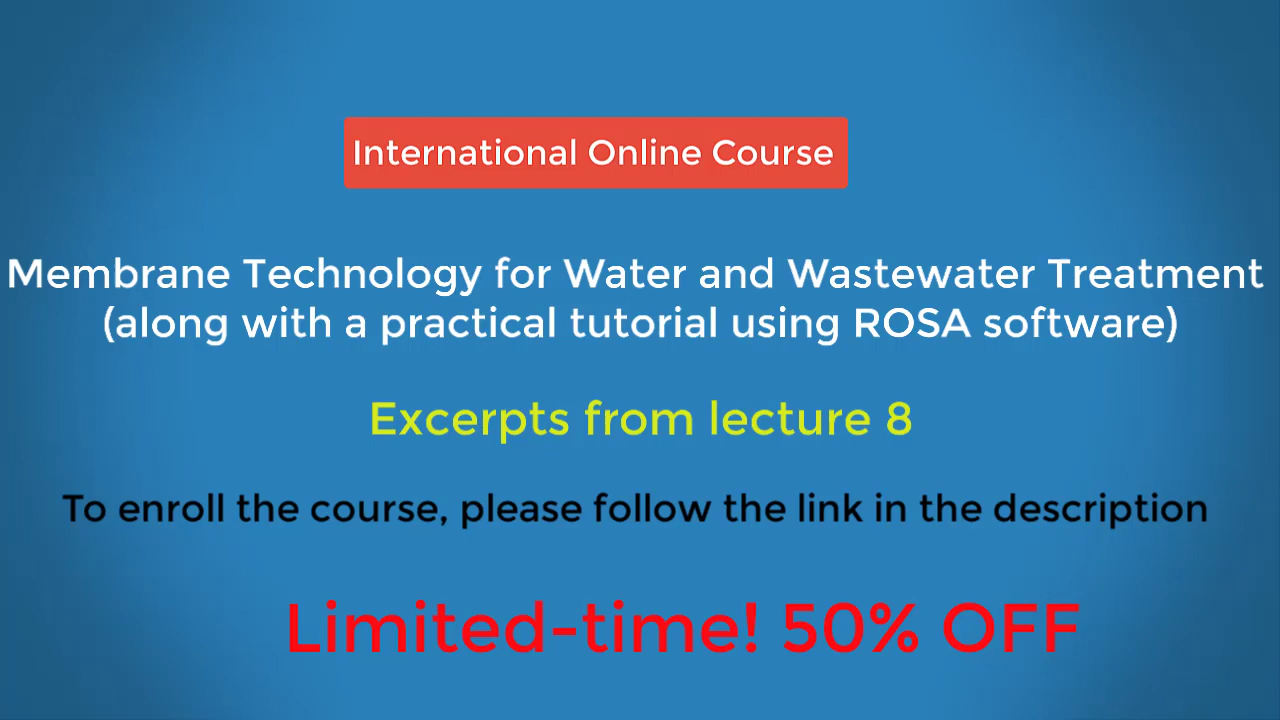 International Online Course
Membrane Technology for Water and Wastewater Treatment
(along with a practical tutorial using ROSA software)
Excerpts from lecture 8
To enroll the course, please follow the link in the description
Limited-time! 50% OFF